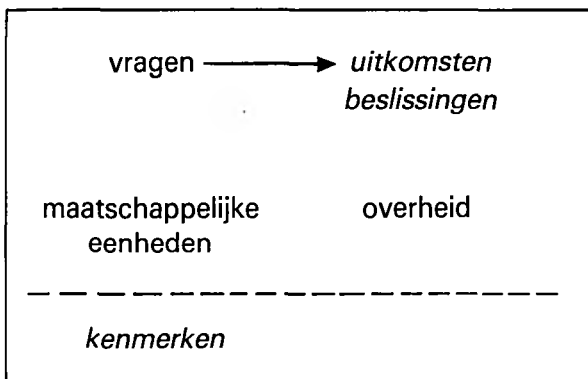 vragen uitkomsten
beslissingen
maatschappelijke overheid
eenheden
kenmerken